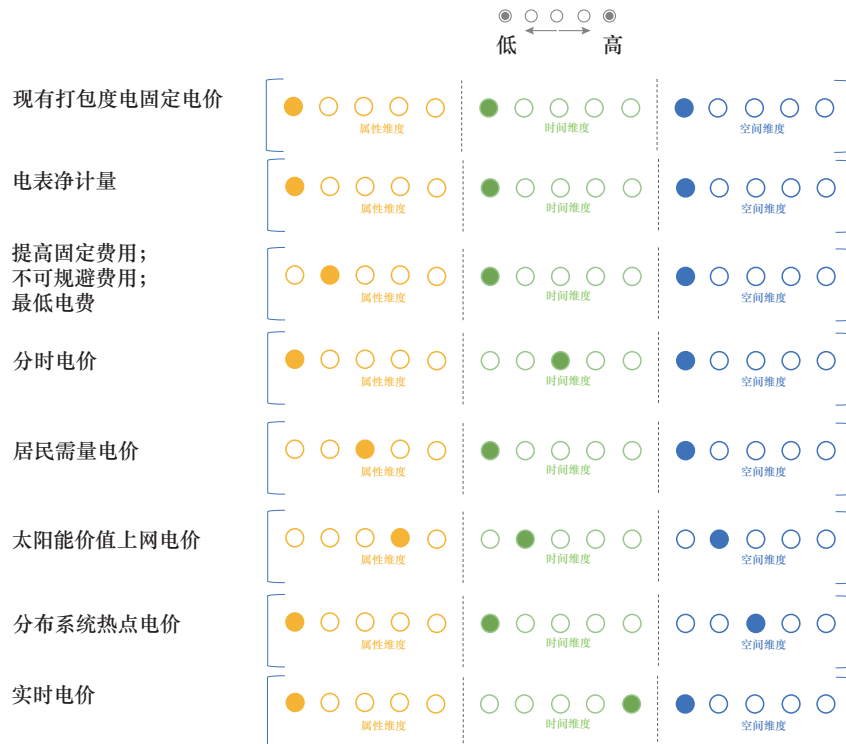 低 高
现有打包度电固定电价
属性维度 时间维度 空间维度
电表净计量
属性维度 时间维度 空间维度
提高固定费用；
不可规避费用；
最低电费
属性维度 时间维度 空间维度
分时电价
属性维度 时间维度 空间维度
居民需量电价
属性维度 时间维度 空间维度
太阳能价值上网电价
属性维度 时间维度 空间维度
分布系统热点电价
属性维度 时间维度 空间维度
实时电价
属性维度 时间维度 空间维度